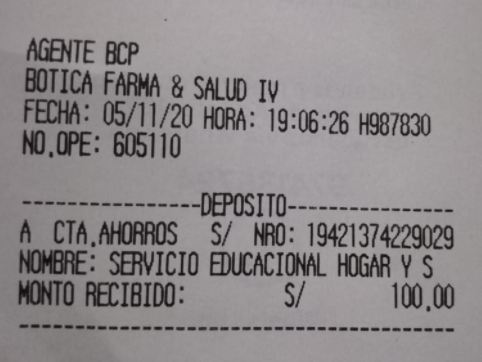 AGENTE BCP
BOTICA FARMA & SALUD IV
FECHA: 05/11/20 HORA: 19:06:26 H987830
NO.OPE: 605110
-----------------DEPOSITO-----------------
A CTA.AHORROS S/ NRO: 19421374229029
NOMBRE: SERVICIO EDUCACIONAL HOGAR Y S
MONTO RECIBIDO: S/ 100.00
------------------------------------------